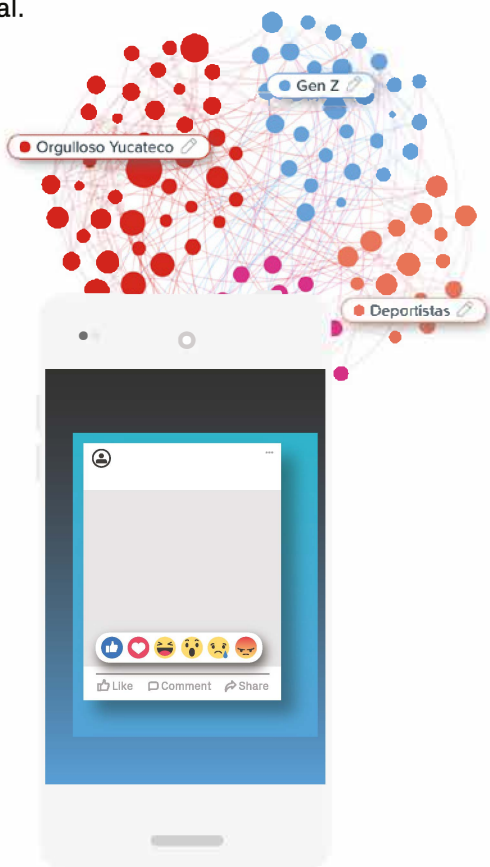 al.
Gen Z
Orgulloso Yucateco
Deportistas
Like Comment Share